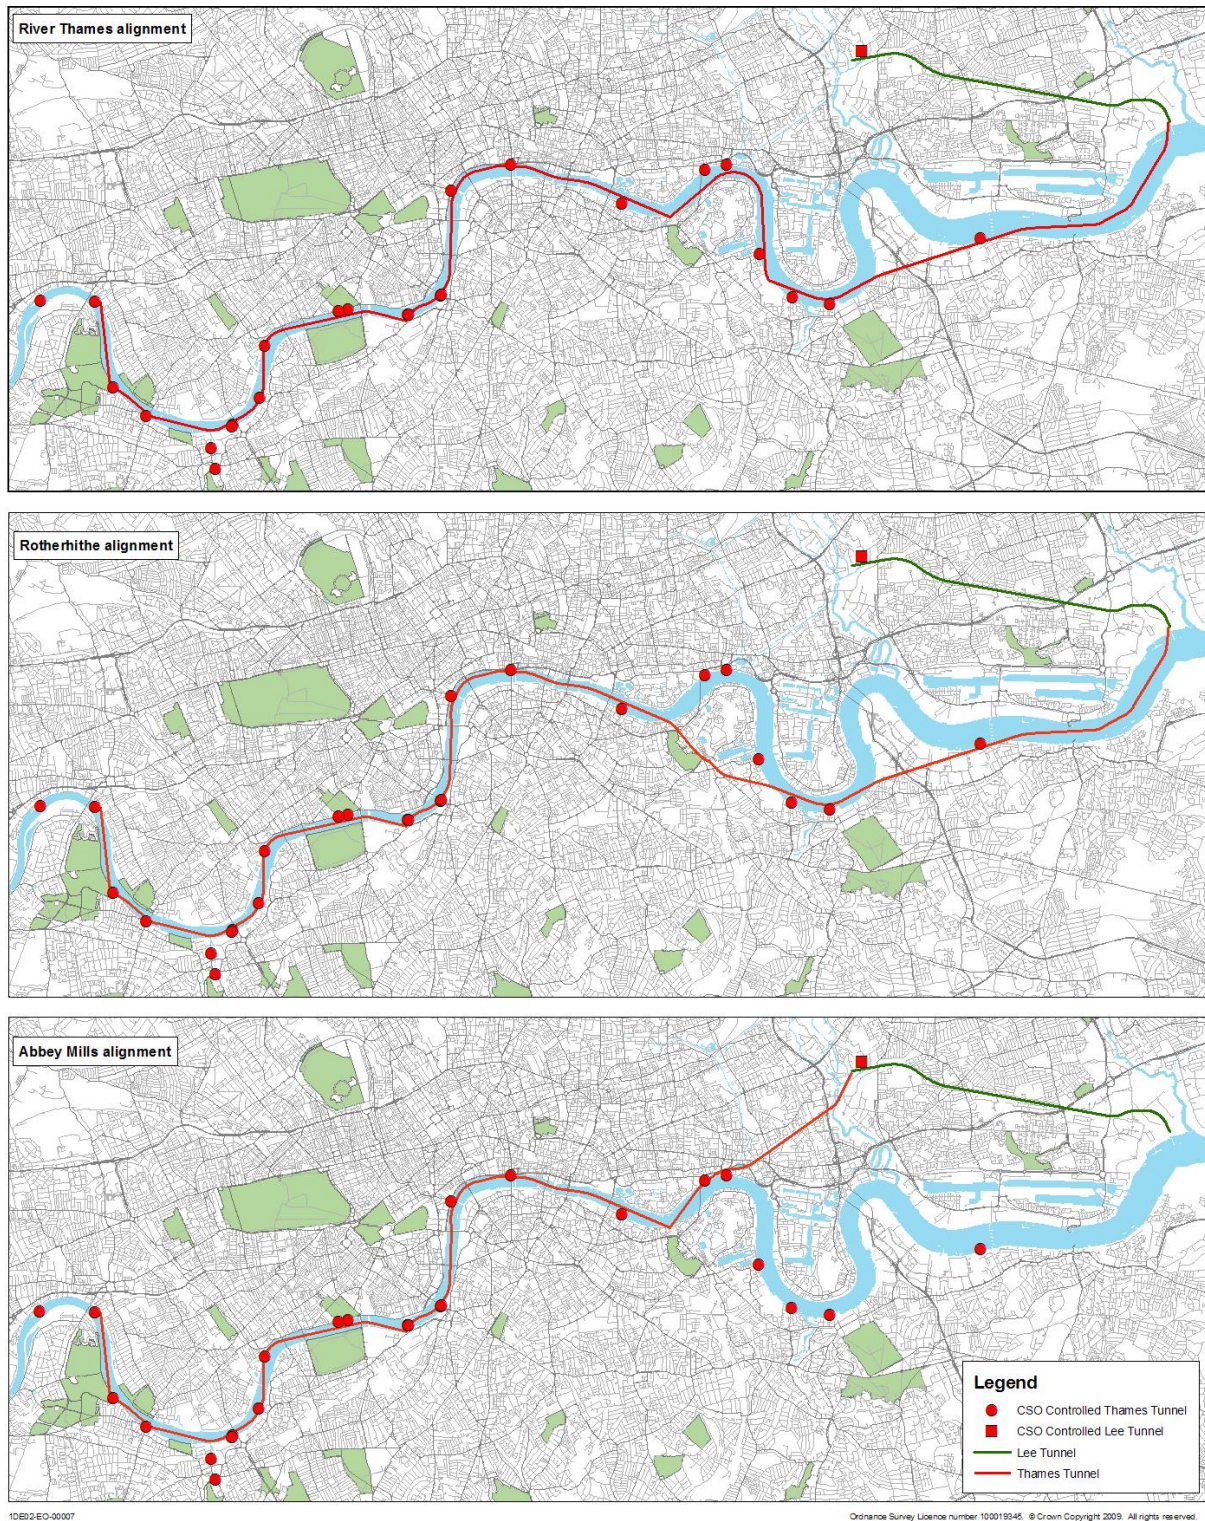 River Thames alignment
Rotherhithe alignment
Abbey Mills alignment
Legend
CSO Controlled Thames Tunnel
CSO Controlled Lee Tunnel
Lee Tunnel
Thames Tunnel
1DE02-EO-00007
Ordnance Survey Licence number 100019345. © Crown Copyright 2009. All rights reserved.